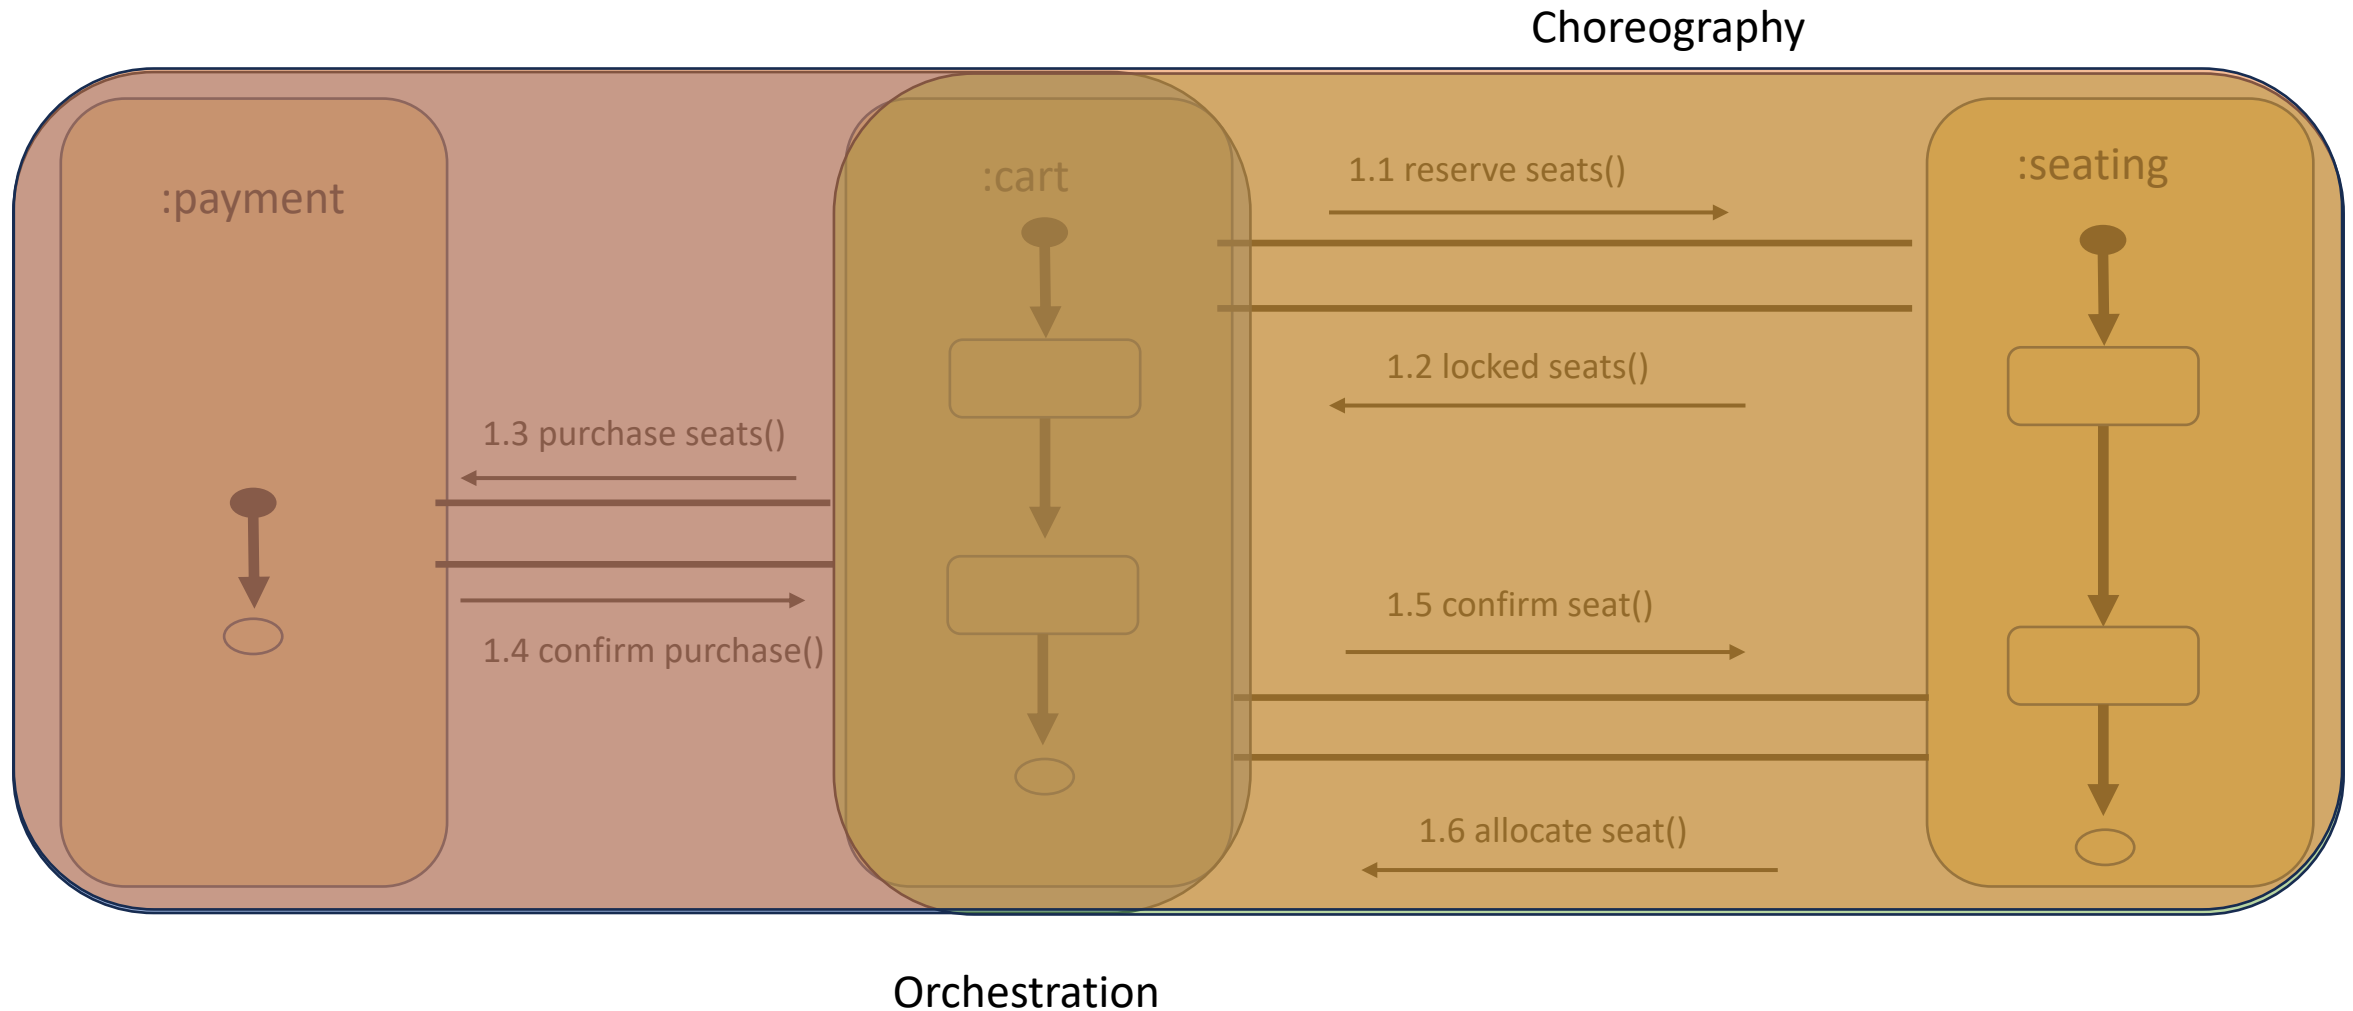 Choreography
:payment
:cart
1.1 reserve seats()
:seating
1.2 locked seats()
1.3 purchase seats()
1.4 confirm purchase()
1.5 confirm seat()
1.6 allocate seat()
Orchestration